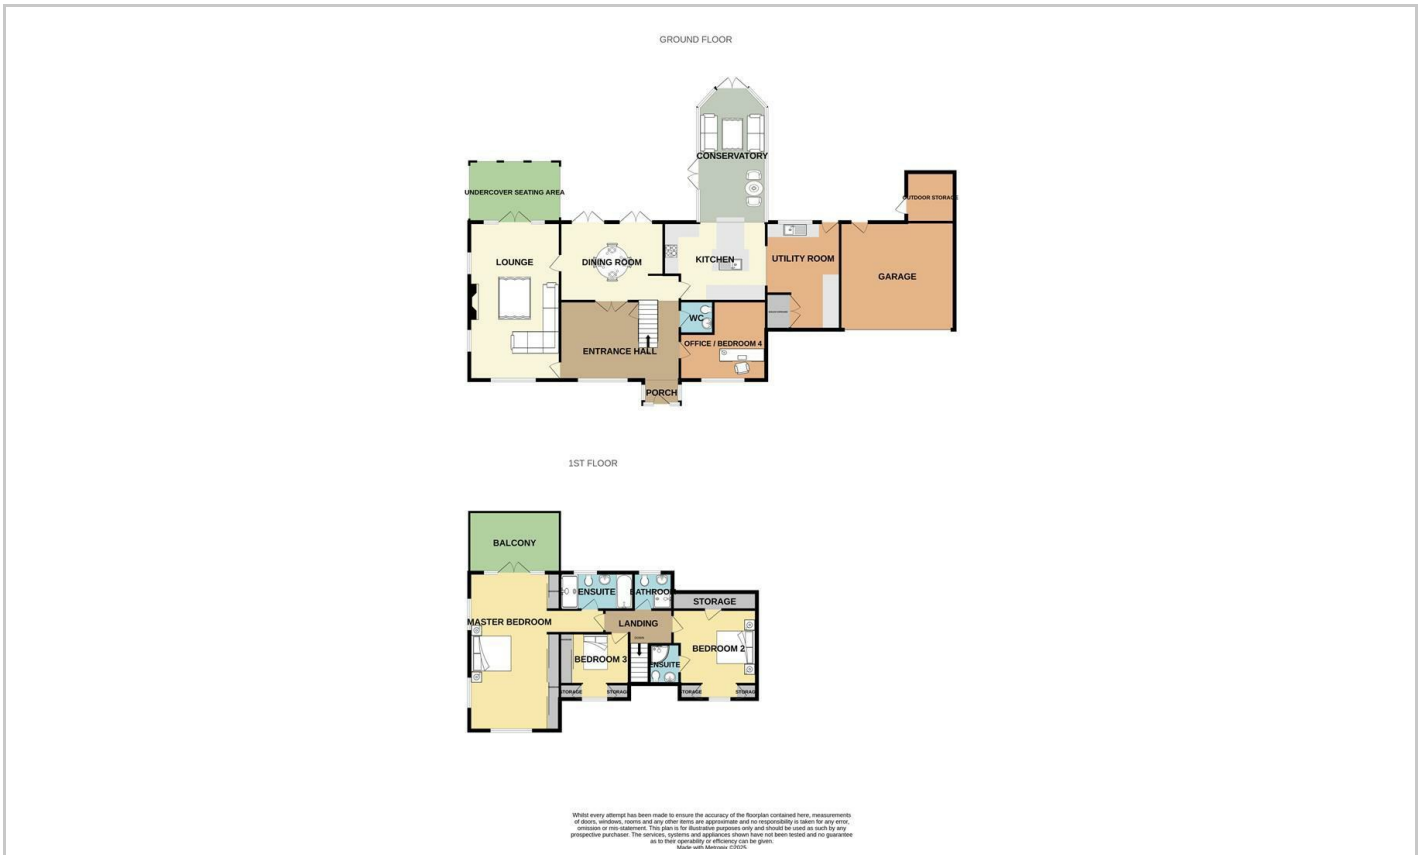 GROUND FLOOR
CONSERVATORY
UNDERCOVER SEATING AREA
OUTDOOR STORAGE
LOUNGE
DINING ROOM
KITCHEN
UTILITY ROOM
GARAGE
WC
OFFICE / BEDROOM 4
ENTRANCE HALL
PORCH
1ST FLOOR
BALCONY
ENSUITE
BATHROOM
STORAGE
MASTER BEDROOM
LANDING
BEDROOM 2
BEDROOM 3
ENSUITE
STORAGE
STORAGE
STORAGE
STORAGE
Whilst every attempt has been made to ensure the accuracy of the floorplan contained here, measurements
of doors, windows, rooms and any other items are approximate and no responsibility is taken for any error,
omission or mis-statement. This plan is for illustrative purposes only and should be used as such by any
prospective purchaser. The services, systems and appliances shown have not been tested and no guarantee
as to their operability or efficiency can be given.
Made with Metropix ©2025